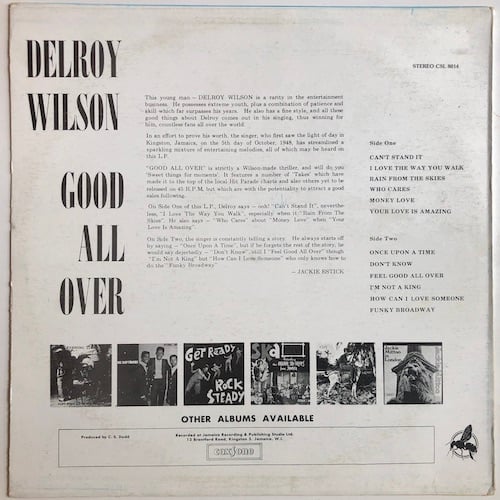 DELROY
WILSON
GOOD
ALL
OVER
STEREO CSL 8014
This young man — DELROY WILSON is a rarity in the entertainment
business. He possesses extreme youth, plus a combination of patience and
skill which far surpasses his years. He also has a fine style, and all these
good things about Delroy comes out in his singing, thus winning for
him, countless fans all over the world.
In an effort to prove his worth, the singer, who first saw the light of day in
Kingston, Jamaica, on the 5th day of October, 1948, has streamlined a
sparkling mixture of entertaining melodies, all of which may be heard on
this L.P.
"GOOD ALL OVER" is strictly a Wilson-made thriller, and will do you
'Sweet things for moments'. It features a number of 'Takes' which have
made it to the top of the local Hit Parade charts and also others yet to be
released on 45 R.P.M. but which are with the potentiality to attract a good
sales following.
On Side One of this L.P., Delroy says — ooh! "Can't Stand It", neverthe-
less, "I Love The Way You Walk", especially when it "Rain From The
Skies". He also says - "Who Cares" about "Money Love" when "Your
Love Is Amazing".
On Side Two, the singer is constantly telling a story. He always starts off
by saying - "Once Upon A Time", but if he forgets the rest of the story, he
would say dejectedly - "Don't Know", still I "Feel Good All Over" though
"I'm Not A King" but "How Can I Love Someone" who only knows how to
do the "Funky Broadway"
— JACKIE ESTICK
Side One
CAN'T STAND IT
I LOVE THE WAY YOU WALK
RAIN FROM THE SKIES
WHO CARES
MONEY LOVE
YOUR LOVE IS AMAZING
Side Two
ONCE UPON A TIME
DON'T KNOW
FEEL GOOD ALL OVER
I'M NOT A KING
HOW CAN I LOVE SOMEONE
FUNKY BROADWAY
GET READY
ROCK
STEADY
Jackie
Mittoo
in
London
OTHER ALBUMS AVAILABLE
Produced by C. S. Dodd
Recorded at Jamaica Recording & Publishing Studio Ltd.
13 Brentford Road, Kingston 5, Jamaica, W.I.
coxsone